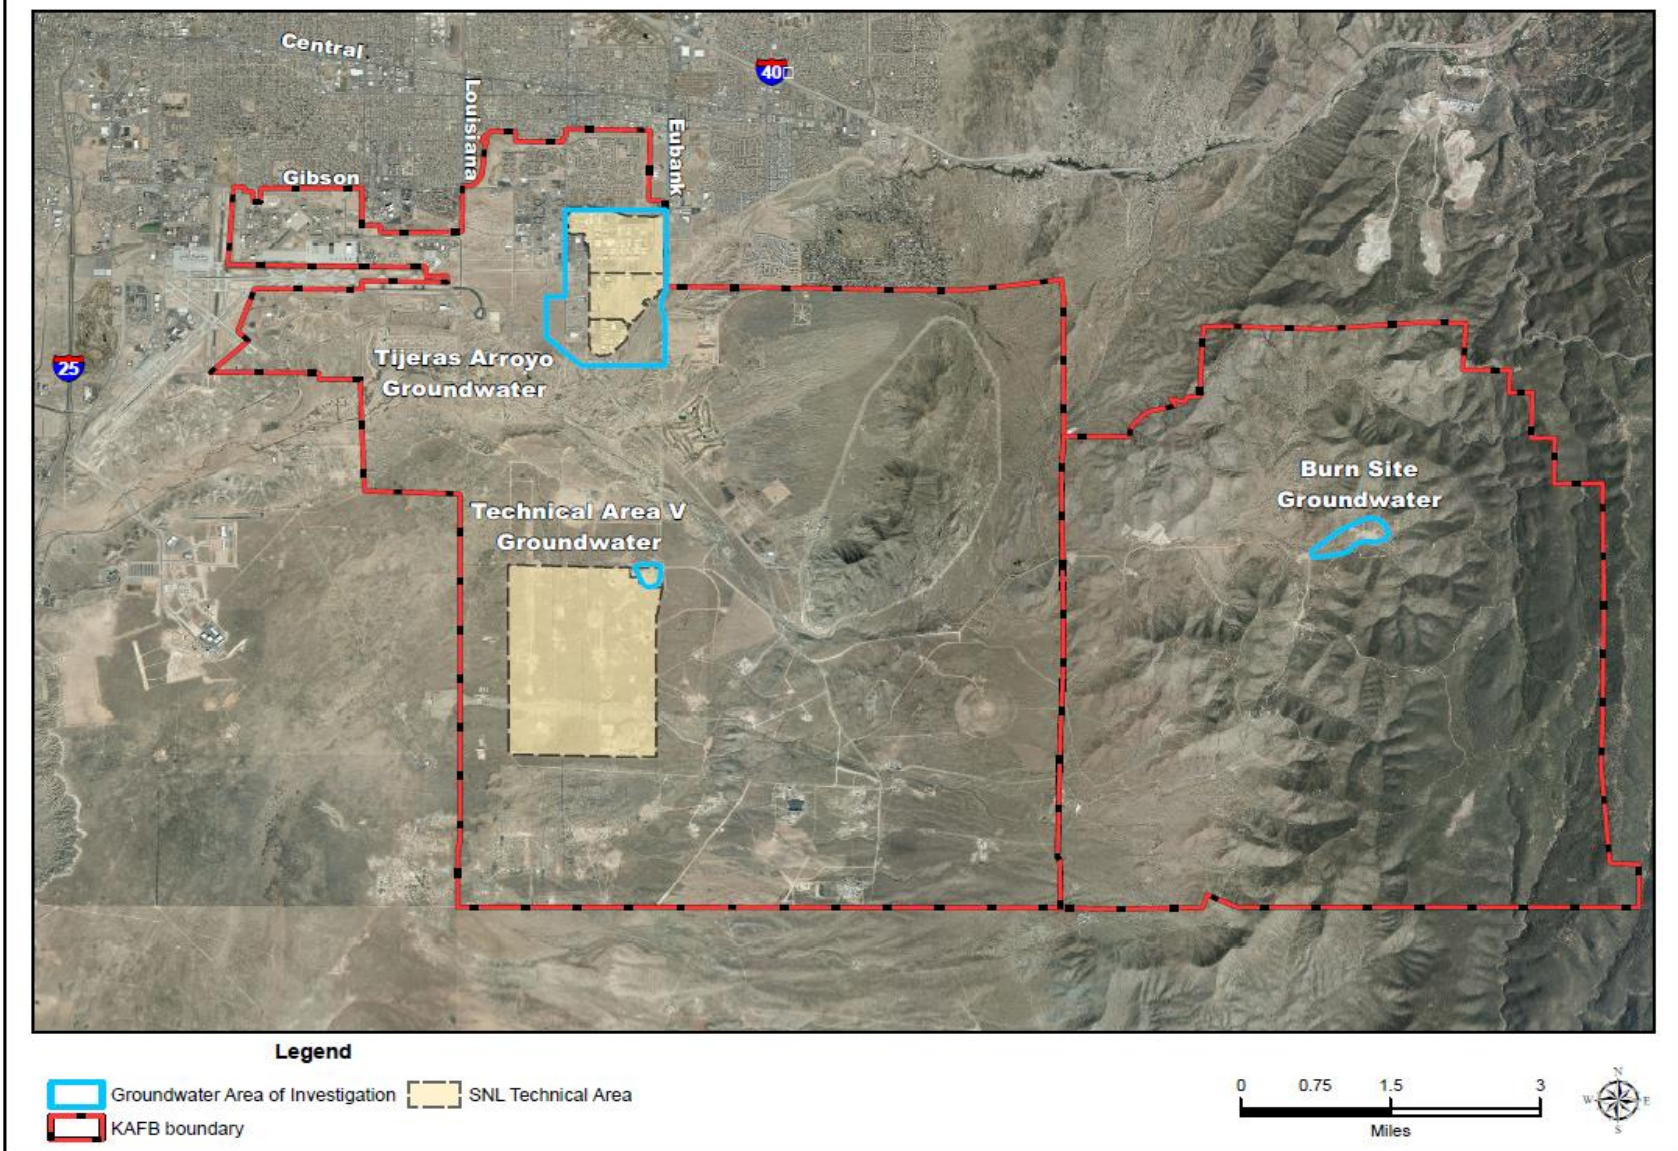 Central
40
Louisiana
Eubank
Gibson
25
Tijeras Arroyo
Groundwater
Burn Site
Groundwater
Technical Area V
Groundwater
Legend
Groundwater Area of Investigation
SNL Technical Area
KAFB boundary
0 0.75 1.5 3
Miles
N
W E
S